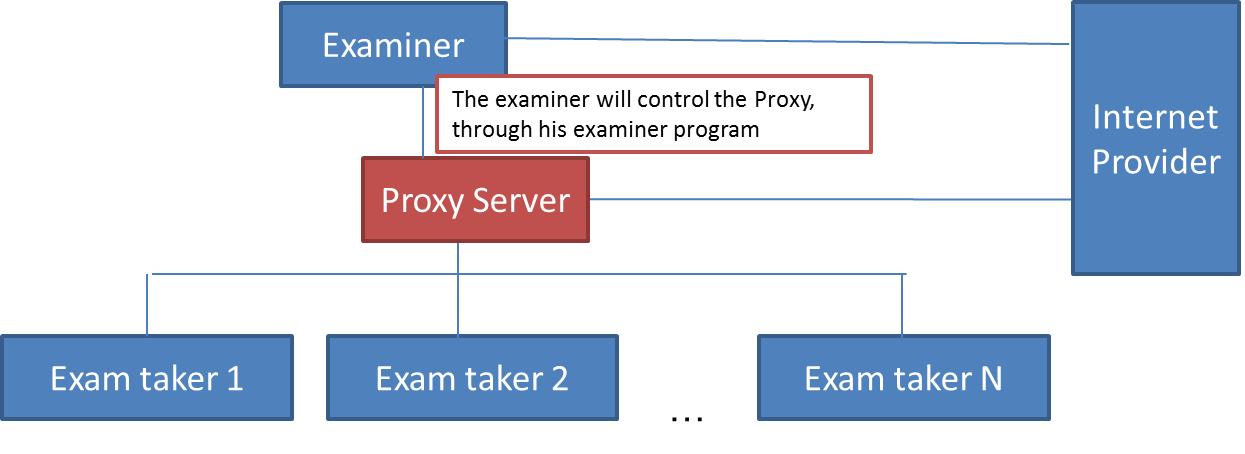 Examiner
The examiner will control the Proxy,
through his examiner program
Internet
Provider
Proxy Server
Exam taker 1
Exam taker 2
...
Exam taker N